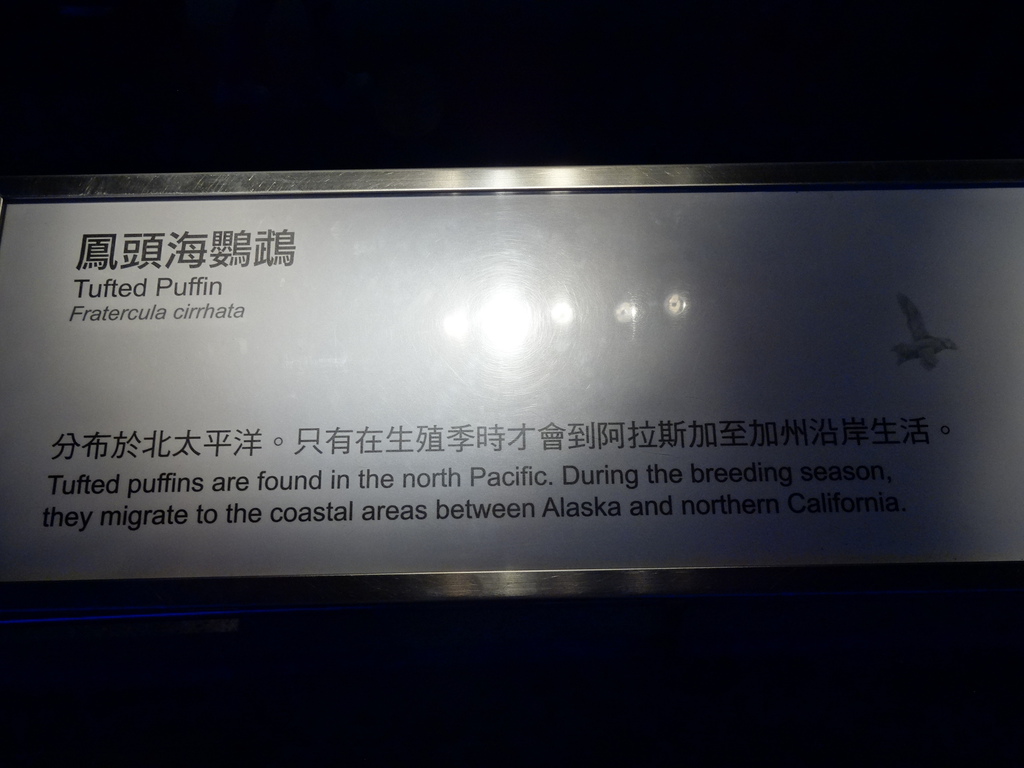 鳳頭海鸚鵡
Tufted Puffin
Fratercula cirrhata
分布於北太平洋。只有在生殖季時才會到阿拉斯加至加州沿岸生活。
Tufted puffins are found in the north Pacific. During the breeding season,
they migrate to the coastal areas between Alaska and northern California.